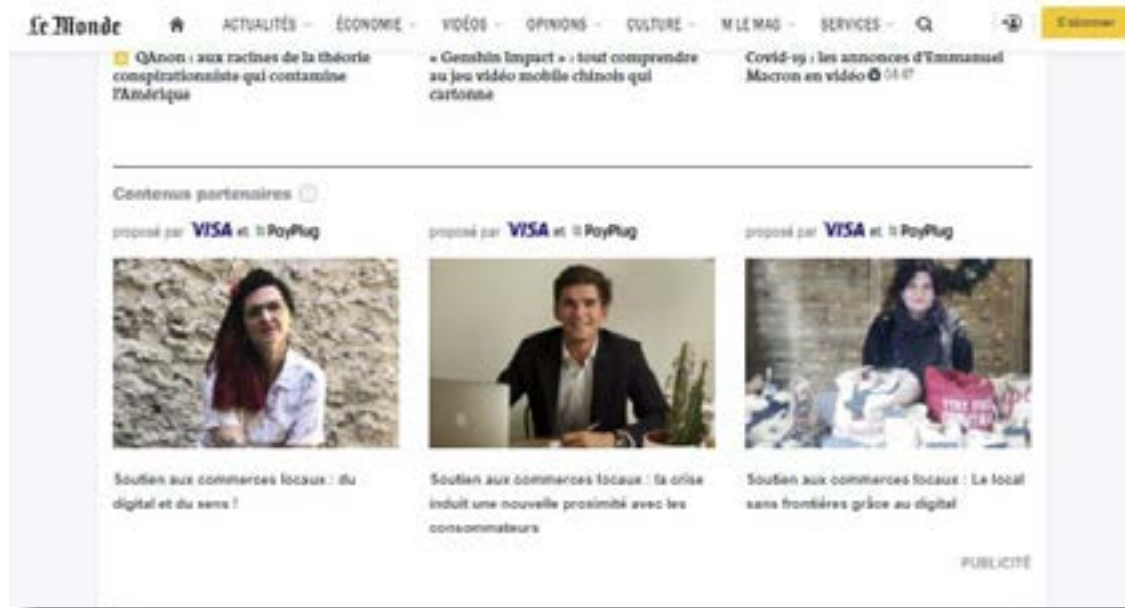 Le Monde ACTUALITÉS ÉCONOMIE VIDÉOS OPINIONS CULTURE M LE MAG SERVICES S'abonner
QAnon : aux racines de la théorie
conspirationniste qui contamine
l'Amérique
« Genshin Impact » : tout comprendre
au jeu vidéo mobile chinois qui
cartonne
Covid-19 : les annonces d'Emmanuel
Macron en vidéo
Contenus partenaires
proposé par VISA et PayPlug
proposé par VISA et PayPlug
proposé par VISA et PayPlug
Soutien aux commerces locaux : du
digital et du sens !
Soutien aux commerces locaux : la crise
induit une nouvelle proximité avec les
consommateurs
Soutien aux commerces locaux : Le local
sans frontières grâce au digital
PUBLICITÉ